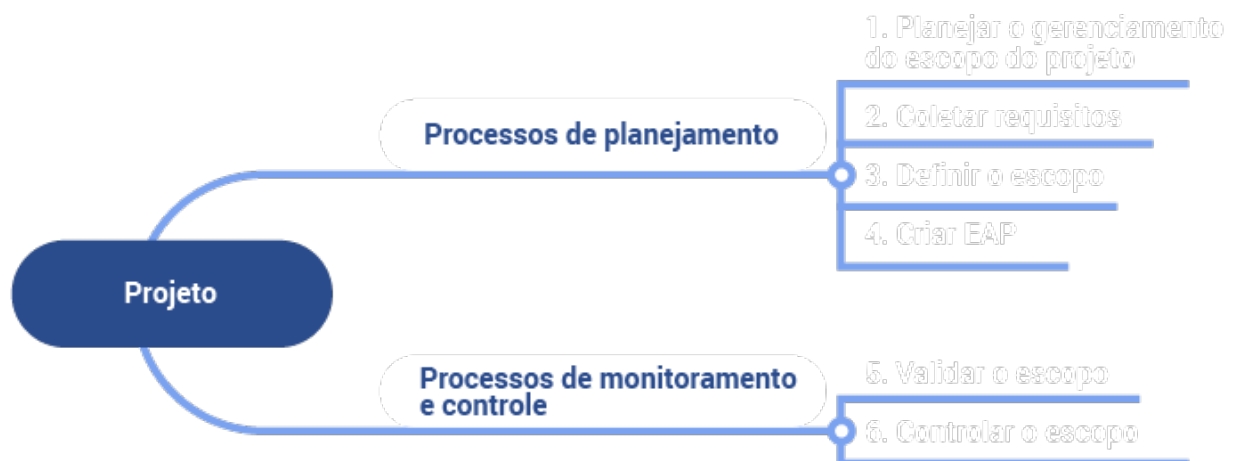 1. Planejar o gerenciamento
do escopo do projeto
Processos de planejamento
2. Coletar requisitos
3. Definir o escopo
4. Criar EAP
Projeto
Processos de monitoramento
e controle
5. Validar o escopo
6. Controlar o escopo